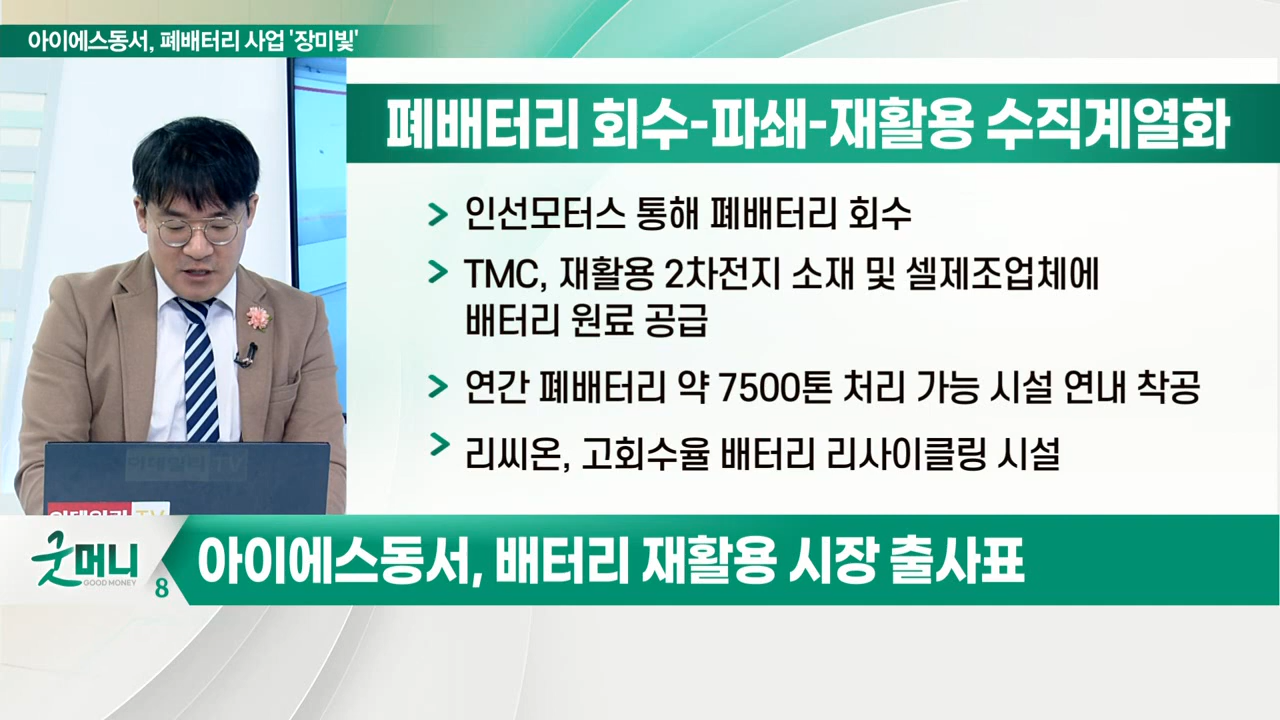 아이에스동서, 폐배터리 사업 '장미빛'
폐배터리 회수-파쇄-재활용 수직계열화
> 인선모터스 통해 폐배터리 회수
> TMC, 재활용 2차전지 소재 및 셀제조업체에
배터리 원료 공급
> 연간 폐배터리 약 7500톤 처리 가능 시설 연내 착공
> 리씨온, 고회수율 배터리 리사이클링 시설
이데일리 TV
굿머니
GOOD MONEY
8
아이에스동서, 배터리 재활용 시장 출사표